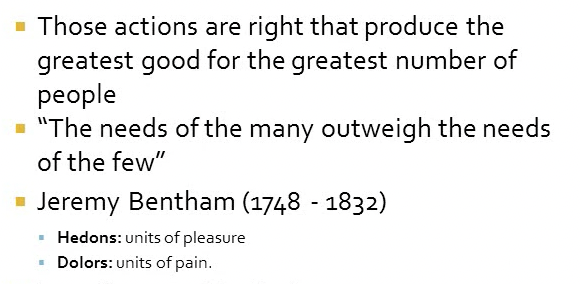 Those actions are right that produce the
greatest good for the greatest number of
people
"The needs of the many outweigh the needs
of the few"
Jeremy Bentham (1748 - 1832)
Hedons: units of pleasure
Dolors: units of pain.